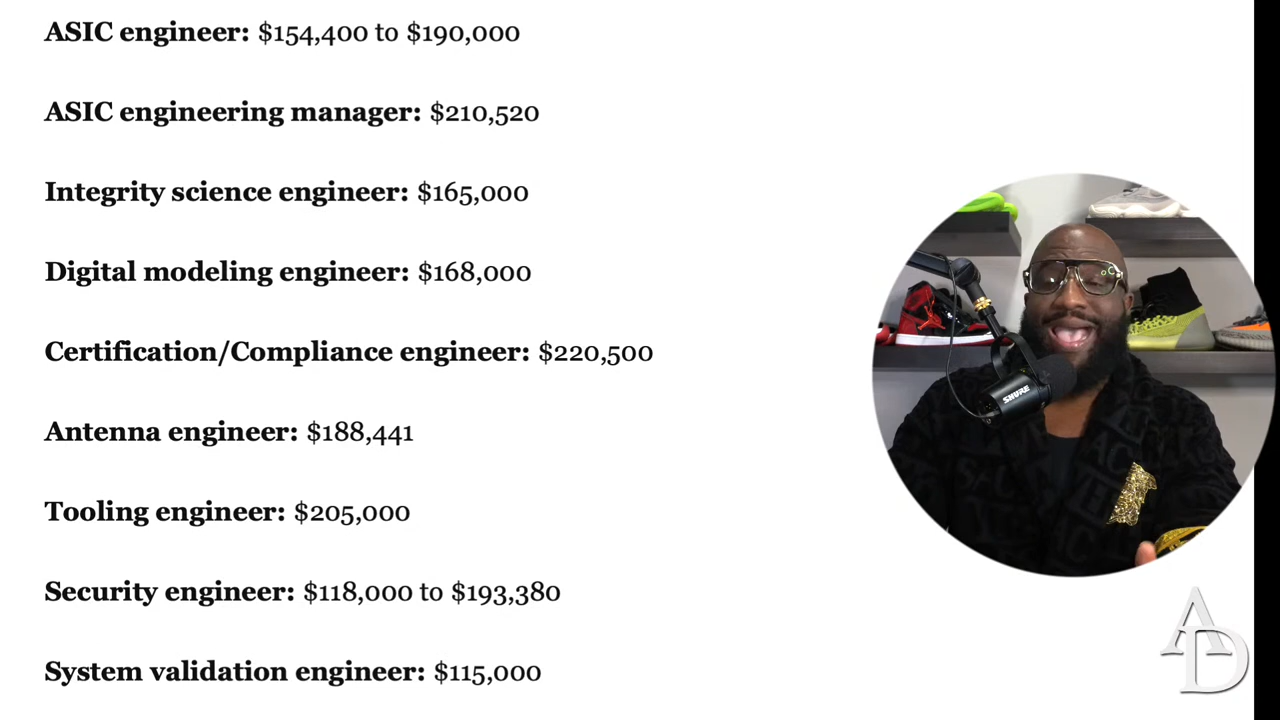 ASIC engineer: $154,400 to $190,000
ASIC engineering manager: $210,520
Integrity science engineer: $165,000
Digital modeling engineer: $168,000
Certification/Compliance engineer: $220,500
Antenna engineer: $188,441
Tooling engineer: $205,000
Security engineer: $118,000 to $193,380
System validation engineer: $115,000
SHURE
AD